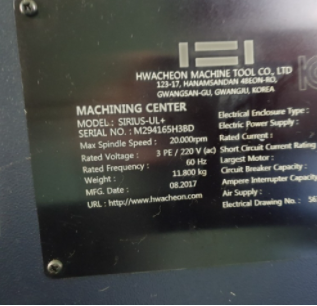 HWACHEON MACHINE TOOL CO., LTD
123-17, HANAMSANDAN 4BEON-RO,
GWANGSAN-GU, GWANGJU, KOREA
MACHINING CENTER
MODEL : SIRIUS-UL+
SERIAL NO. : M294165H3BD
Max Spindle Speed : 20.000rpm
Rated Voltage : 3 PE / 220 V (ac)
Rated Frequency : 60 Hz
Weight : 11.800 kg
MFG. Date : 08.2017
URL : http://www.hwacheon.com
Electrical Enclosure Type :
Electric Power Supply :
Rated Current :
Short Circuit Current Rating
Largest Motor :
Circuit Breaker Capacity :
Ampere Interrupter Capacity
Air Supply :
Electrical Drawing No. :